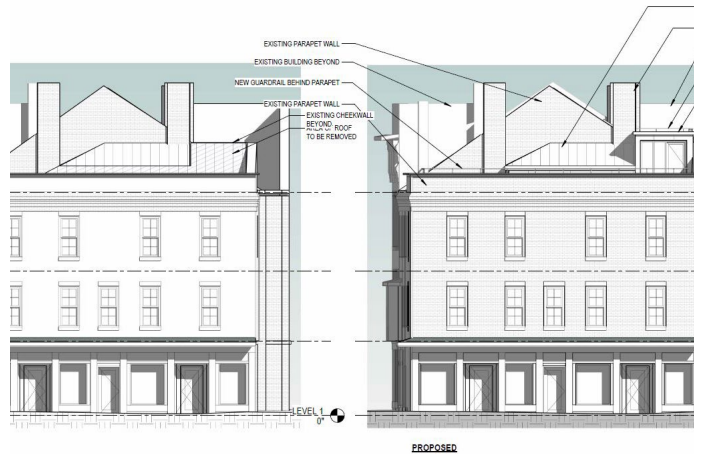 EXISTING PARAPET WALL
EXISTING BUILDING BEYOND
NEW GUARDRAIL BEHIND PARAPET
EXISTING PARAPET WALL
EXISTING CHEEKWALL
BEYOND
ROOF
TO BE REMOVED
LEVEL 1
0"
PROPOSED